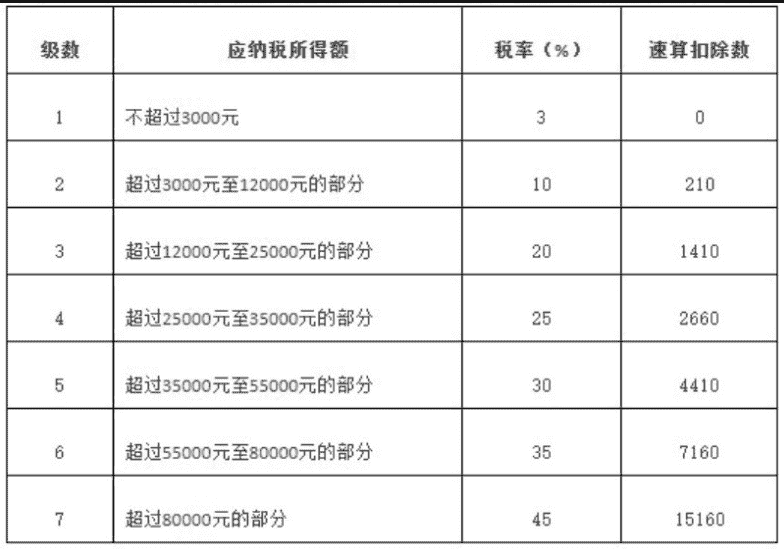 级数 应纳税所得额 税率（%） 速算扣除数
1 不超过3000元 3 0
2 超过3000元至12000元的部分 10 210
3 超过12000元至25000元的部分 20 1410
4 超过25000元至35000元的部分 25 2660
5 超过35000元至55000元的部分 30 4410
6 超过55000元至80000元的部分 35 7160
7 超过80000元的部分 45 15160